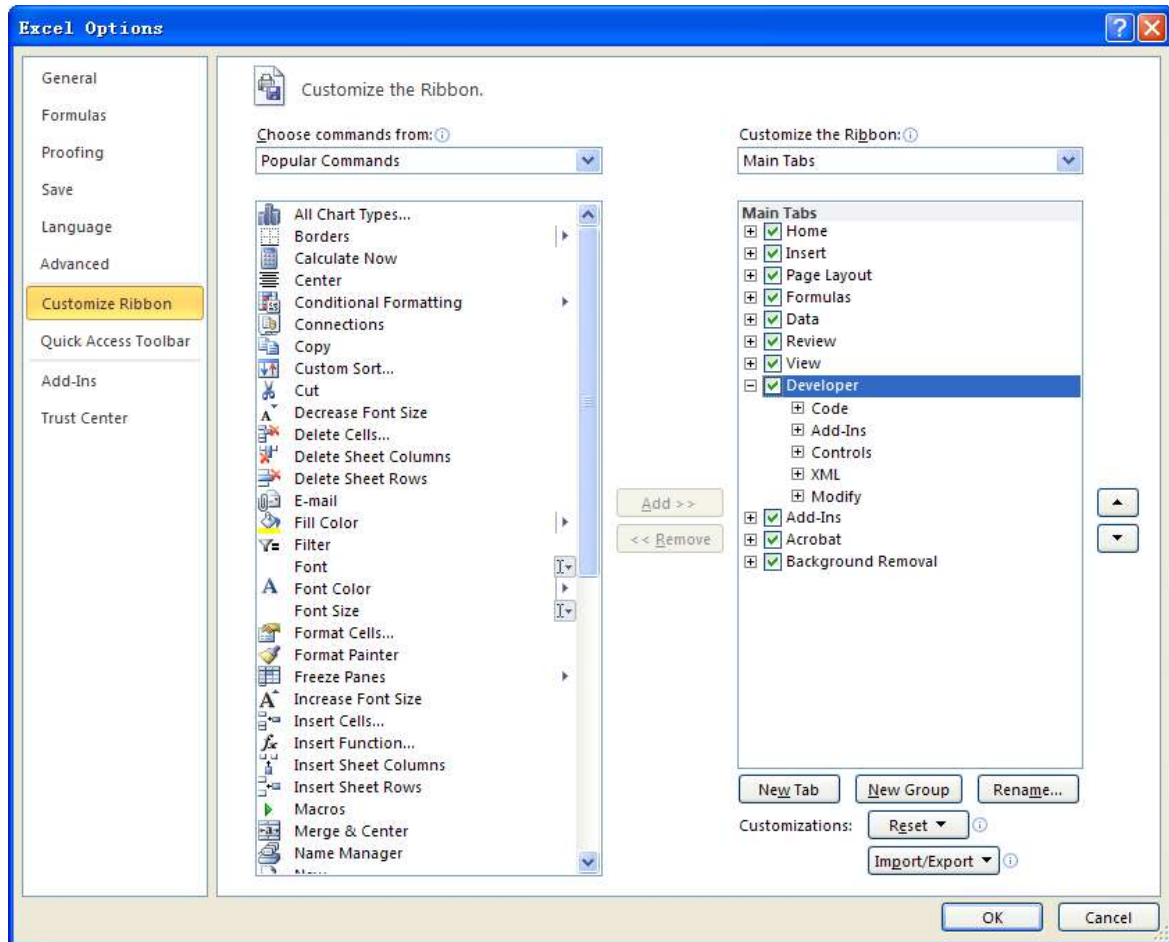 Excel Options
General
Formulas
Proofing
Save
Language
Advanced
Customize Ribbon
Quick Access Toolbar
Add-Ins
Trust Center
Customize the Ribbon.
Choose commands from:
Popular Commands
All Chart Types...
Borders
Calculate Now
Center
Conditional Formatting
Connections
Copy
Custom Sort...
Cut
Decrease Font Size
Delete Cells...
Delete Sheet Columns
Delete Sheet Rows
E-mail
Fill Color
Filter
Font
Font Color
Font Size
Format Cells...
Format Painter
Freeze Panes
Increase Font Size
Insert Cells...
Insert Function...
Insert Sheet Columns
Insert Sheet Rows
Macros
Merge & Center
Name Manager
Add >>
<< Remove
Customize the Ribbon:
Main Tabs
Main Tabs
Home
Insert
Page Layout
Formulas
Data
Review
View
Developer
Code
Add-Ins
Controls
XML
Modify
Add-Ins
Acrobat
Background Removal
New Tab
New Group
Rename...
Customizations:
Reset
Import/Export
OK
Cancel